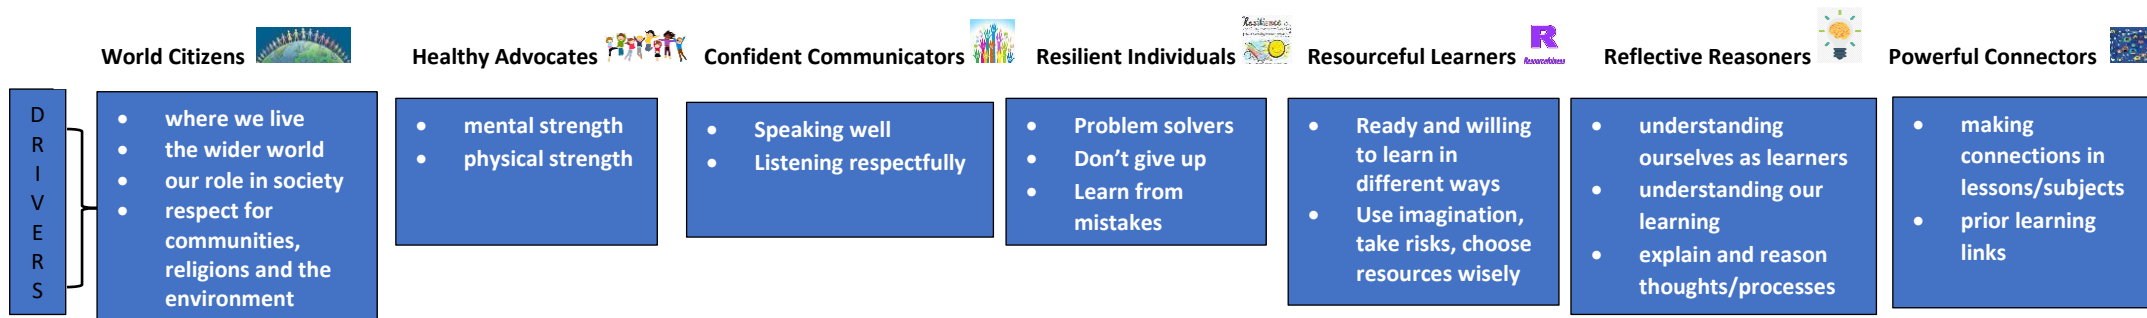 World Citizens
Healthy Advocates
Confident Communicators
Resilience
Resilient Individuals
Resourceful Learners
R
Resourcefulness
Reflective Reasoners
Powerful Connectors
D
R
I
V
E
R
S
• where we live
• the wider world
• our role in society
• respect for
communities,
religions and the
environment
• mental strength
• physical strength
• Speaking well
• Listening respectfully
• Problem solvers
• Don’t give up
• Learn from
mistakes
• Ready and willing
to learn in
different ways
• Use imagination,
take risks, choose
resources wisely
• understanding
ourselves as learners
• understanding our
learning
• explain and reason
thoughts/processes
• making
connections in
lessons/subjects
• prior learning
links